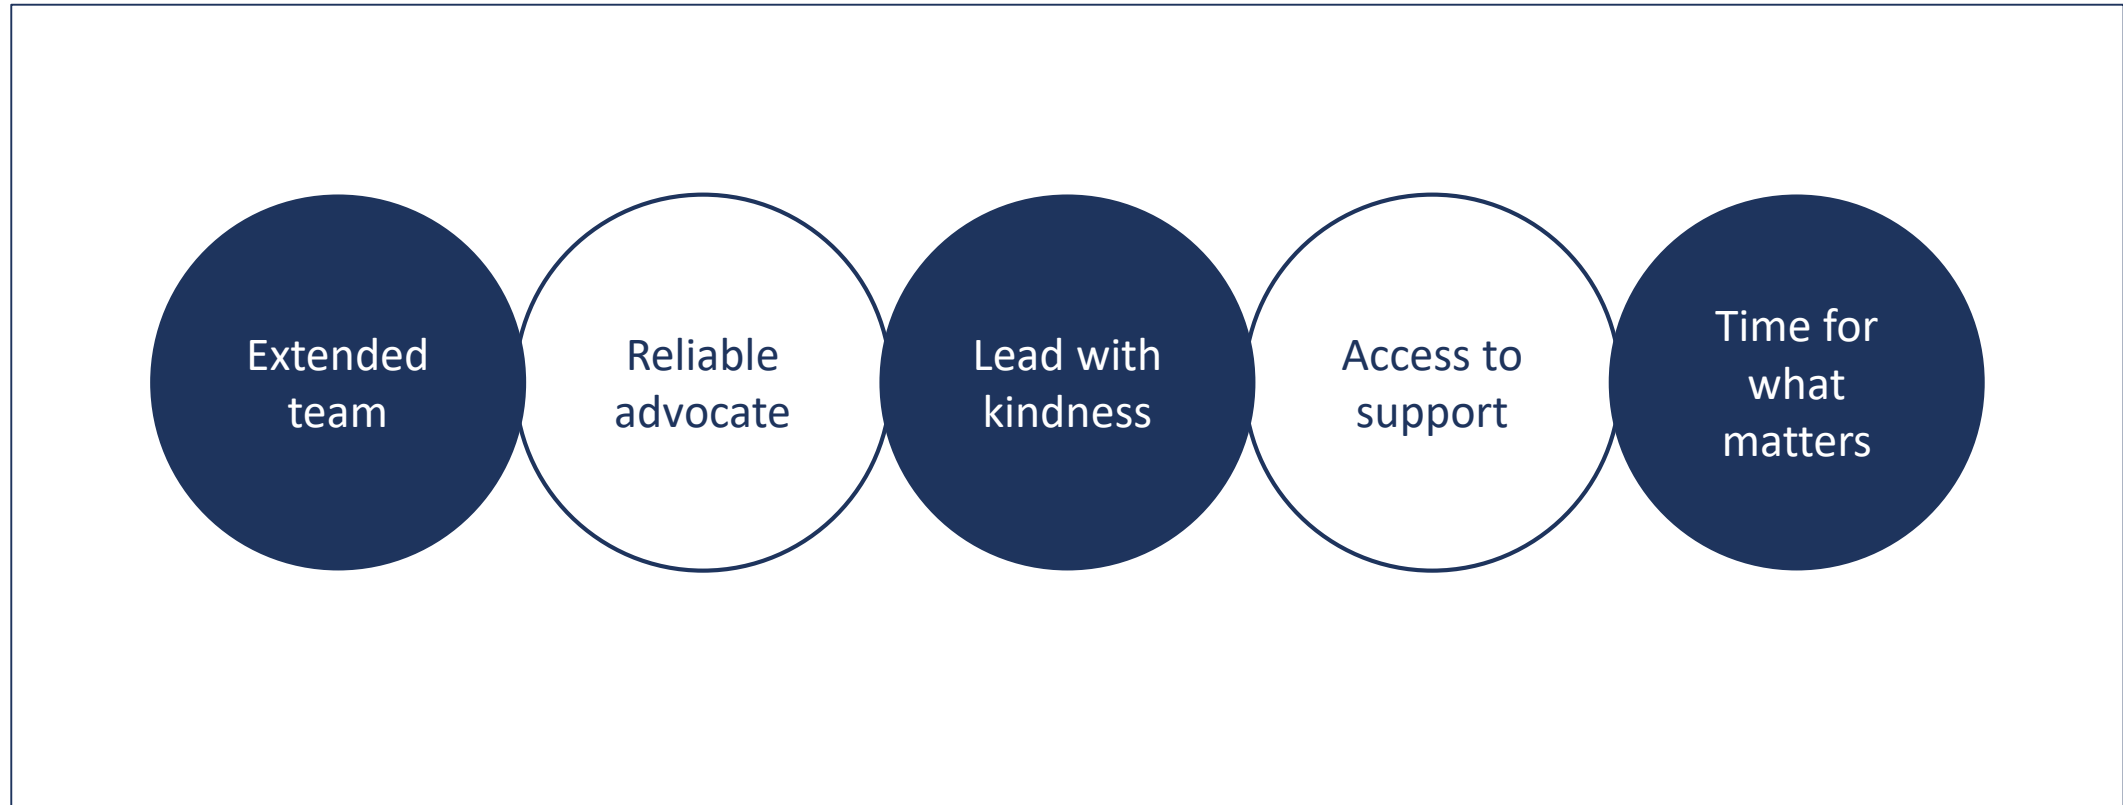 Extended
team
Reliable
advocate
Lead with
kindness
Access to
support
Time for
what
matters